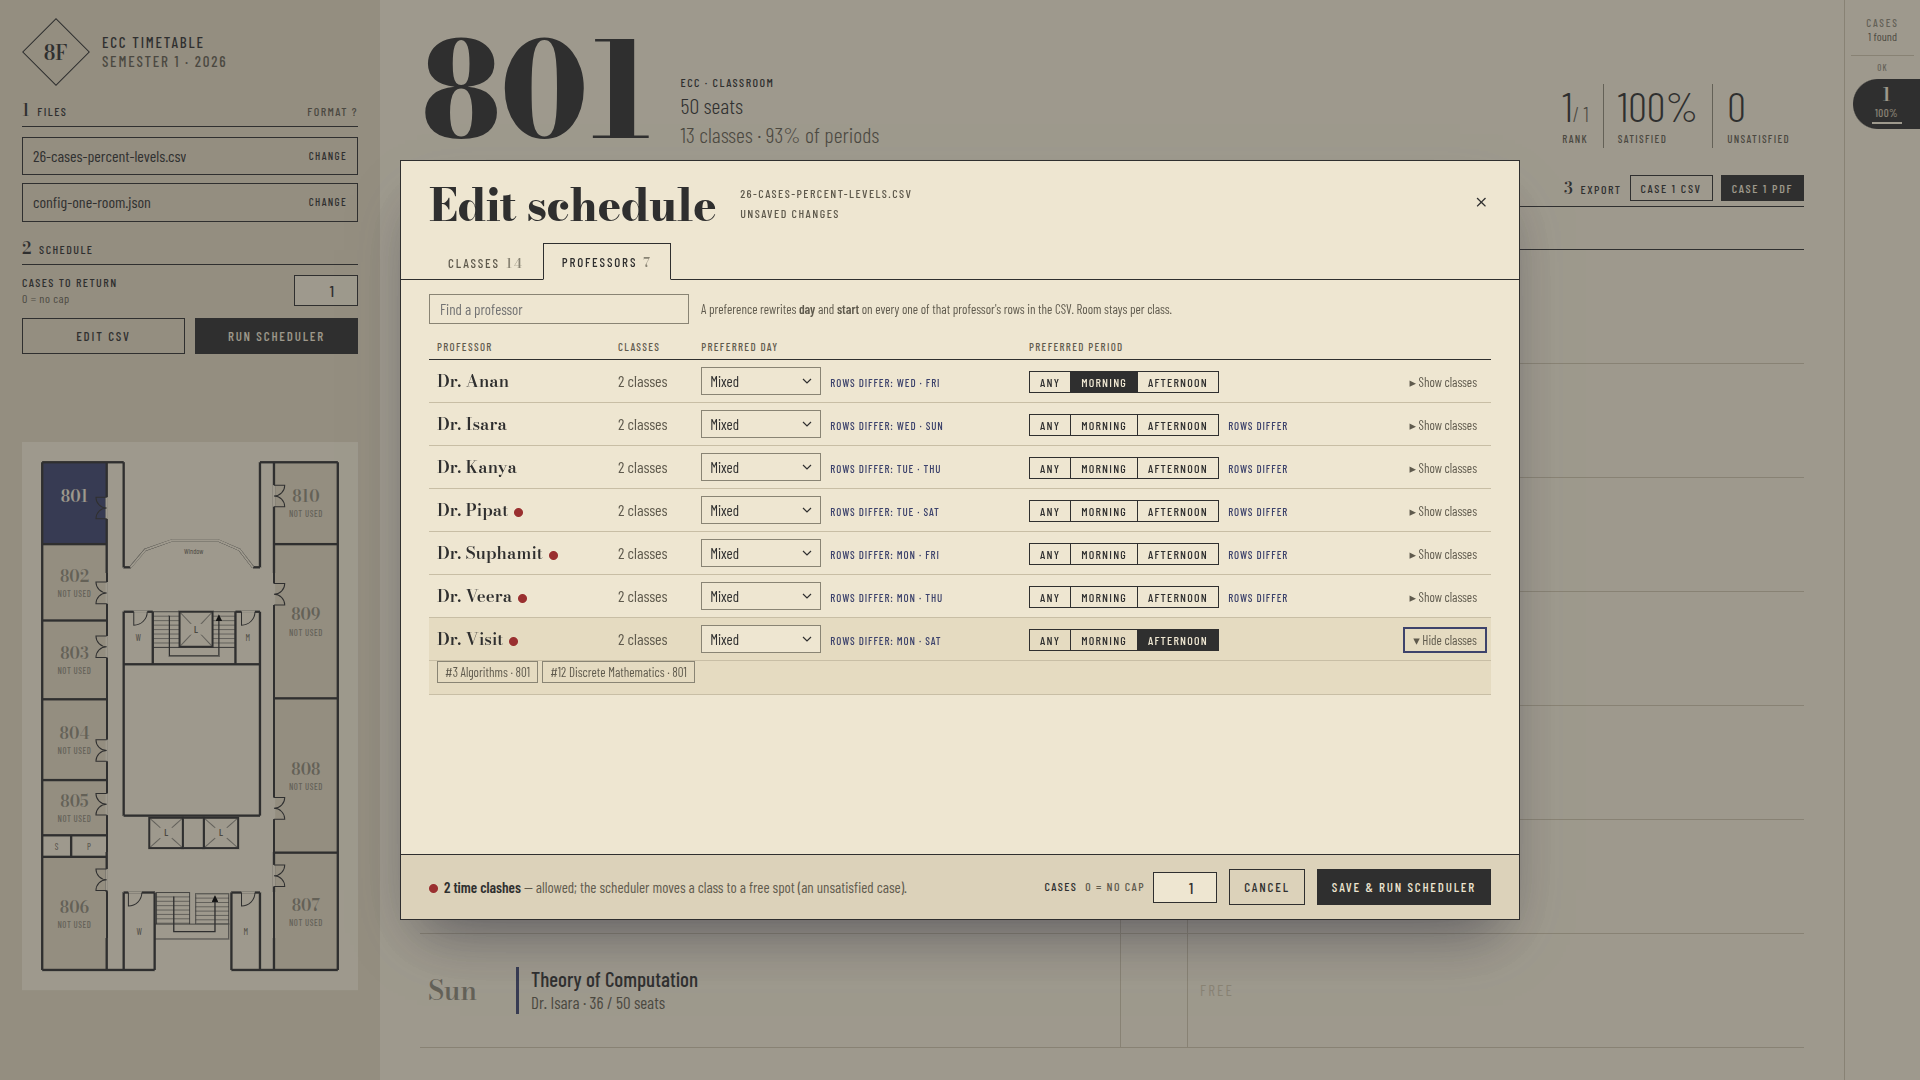 8F
ECC TIMETABLE
SEMESTER 1 · 2026
1 FILES
FORMAT ?
26-cases-percent-levels.csv
CHANGE
config-one-room.json
CHANGE
2 SCHEDULE
CASES TO RETURN
0 = no cap
1
EDIT CSV
RUN SCHEDULER
801
802
NOT USED
803
NOT USED
804
NOT USED
805
NOT USED
S
P
806
NOT USED
810
NOT USED
809
NOT USED
808
NOT USED
807
NOT USED
Window
W
L
M
L
L
W
M
801
ECC · CLASSROOM
50 seats
13 classes · 93% of periods
1/ 1
RANK
100%
SATISFIED
0
UNSATISFIED
3 EXPORT
CASE 1 CSV
CASE 1 PDF
CASES
1 found
OK
1
100%
Edit schedule
26-CASES-PERCENT-LEVELS.CSV
UNSAVED CHANGES
×
CLASSES 14
PROFESSORS 7
Find a professor
A preference rewrites day and start on every one of that professor's rows in the CSV. Room stays per class.
PROFESSOR
CLASSES
PREFERRED DAY
PREFERRED PERIOD
Dr. Anan 2 classes Mixed ROWS DIFFER: WED · FRI ANY MORNING AFTERNOON ▸ Show classes
Dr. Isara 2 classes Mixed ROWS DIFFER: WED · SUN ANY MORNING AFTERNOON ROWS DIFFER ▸ Show classes
Dr. Kanya 2 classes Mixed ROWS DIFFER: TUE · THU ANY MORNING AFTERNOON ROWS DIFFER ▸ Show classes
Dr. Pipat 2 classes Mixed ROWS DIFFER: TUE · SAT ANY MORNING AFTERNOON ROWS DIFFER ▸ Show classes
Dr. Suphamit 2 classes Mixed ROWS DIFFER: MON · FRI ANY MORNING AFTERNOON ROWS DIFFER ▸ Show classes
Dr. Veera 2 classes Mixed ROWS DIFFER: MON · THU ANY MORNING AFTERNOON ROWS DIFFER ▸ Show classes
Dr. Visit 2 classes Mixed ROWS DIFFER: MON · SAT ANY MORNING AFTERNOON ▾ Hide classes
#3 Algorithms · 801
#12 Discrete Mathematics · 801
2 time clashes — allowed; the scheduler moves a class to a free spot (an unsatisfied case).
CASES 0 = NO CAP
1
CANCEL
SAVE & RUN SCHEDULER
Sun
Theory of Computation
Dr. Isara · 36 / 50 seats
FREE